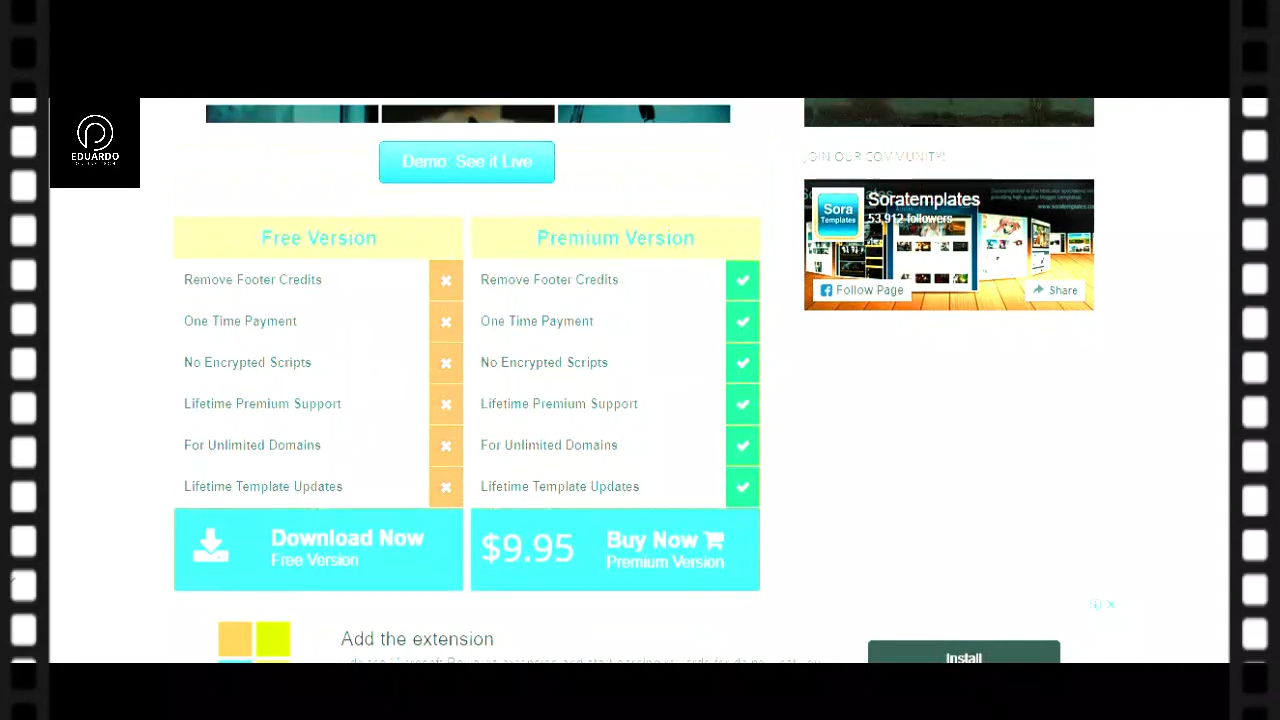 EDUARDO
Demo: See it Live
JOIN OUR COMMUNITY!
Sora
Templates
Soratemplates
53,912 followers
Follow Page
Share
Free Version
Premium Version
Remove Footer Credits
Remove Footer Credits
One Time Payment
One Time Payment
No Encrypted Scripts
No Encrypted Scripts
Lifetime Premium Support
Lifetime Premium Support
For Unlimited Domains
For Unlimited Domains
Lifetime Template Updates
Lifetime Template Updates
Download Now
Free Version
$9.95
Buy Now
Premium Version
Add the extension
Install